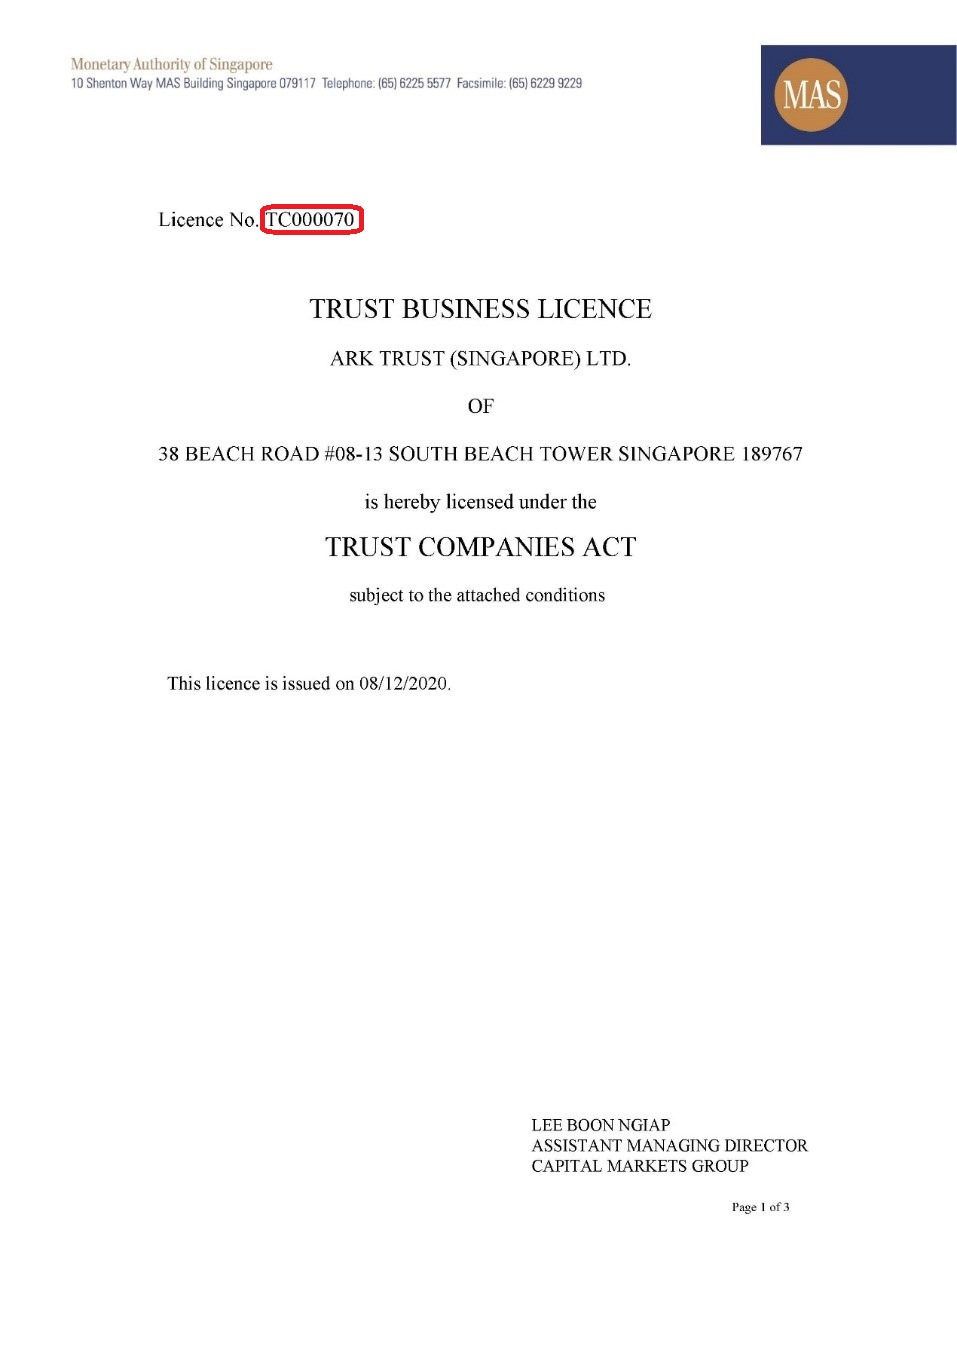 Monetary Authority of Singapore
10 Shenton Way MAS Building Singapore 079117 Telephone: (65) 6225 5577 Facsimile: (65) 6229 9229
MAS
Licence No. TC000070
TRUST BUSINESS LICENCE
ARK TRUST (SINGAPORE) LTD.
OF
38 BEACH ROAD #08-13 SOUTH BEACH TOWER SINGAPORE 189767
is hereby licensed under the
TRUST COMPANIES ACT
subject to the attached conditions
This licence is issued on 08/12/2020.
LEE BOON NGIAP
ASSISTANT MANAGING DIRECTOR
CAPITAL MARKETS GROUP
Page 1 of 3